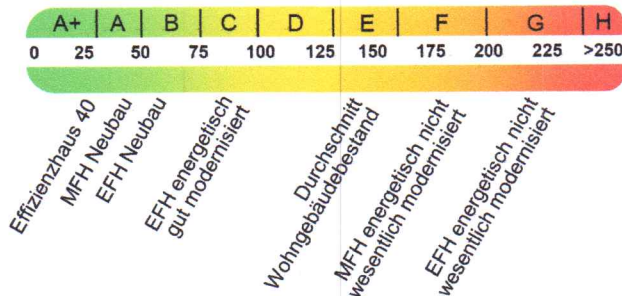 A+ A B C D E F G H
0 25 50 75 100 125 150 175 200 225 >250
Effizienzhaus 40
MFH Neubau
EFH Neubau
EFH energetisch
gut modernisiert
Durchschnitt
Wohngebäudebestand
MFH energetisch nicht
wesentlich modernisiert
EFH energetisch nicht
wesentlich modernisiert